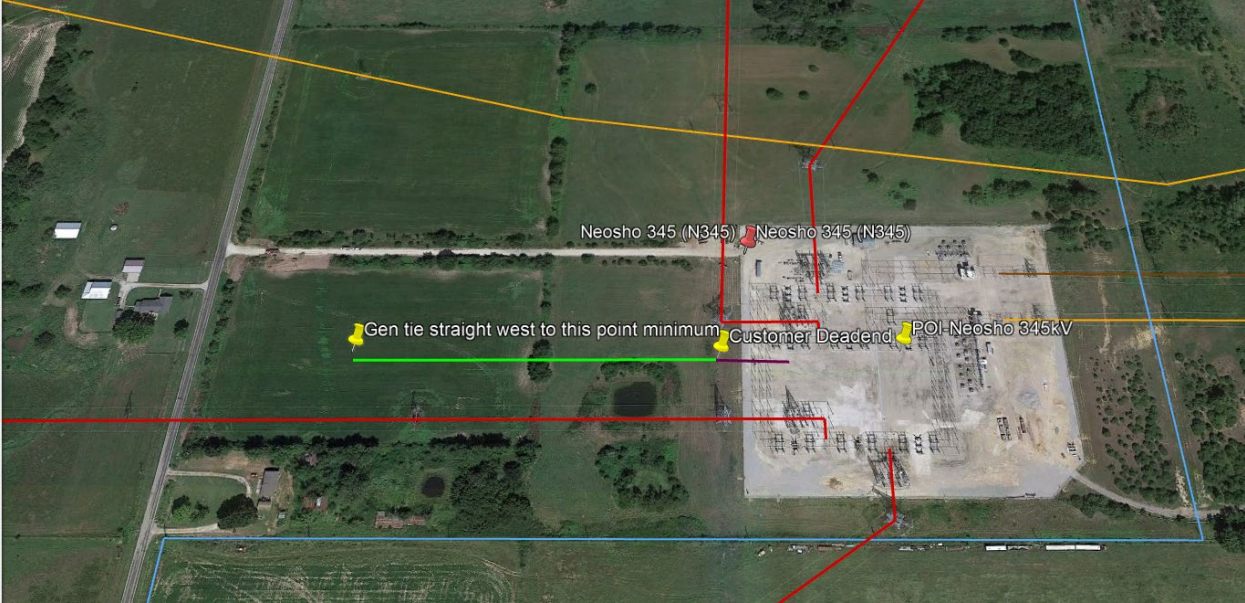 Neosho 345 (N345)
Neosho 345 (N345)
Gen tie straight west to this point minimum
Customer Deadend
POI-Neosho 345kV